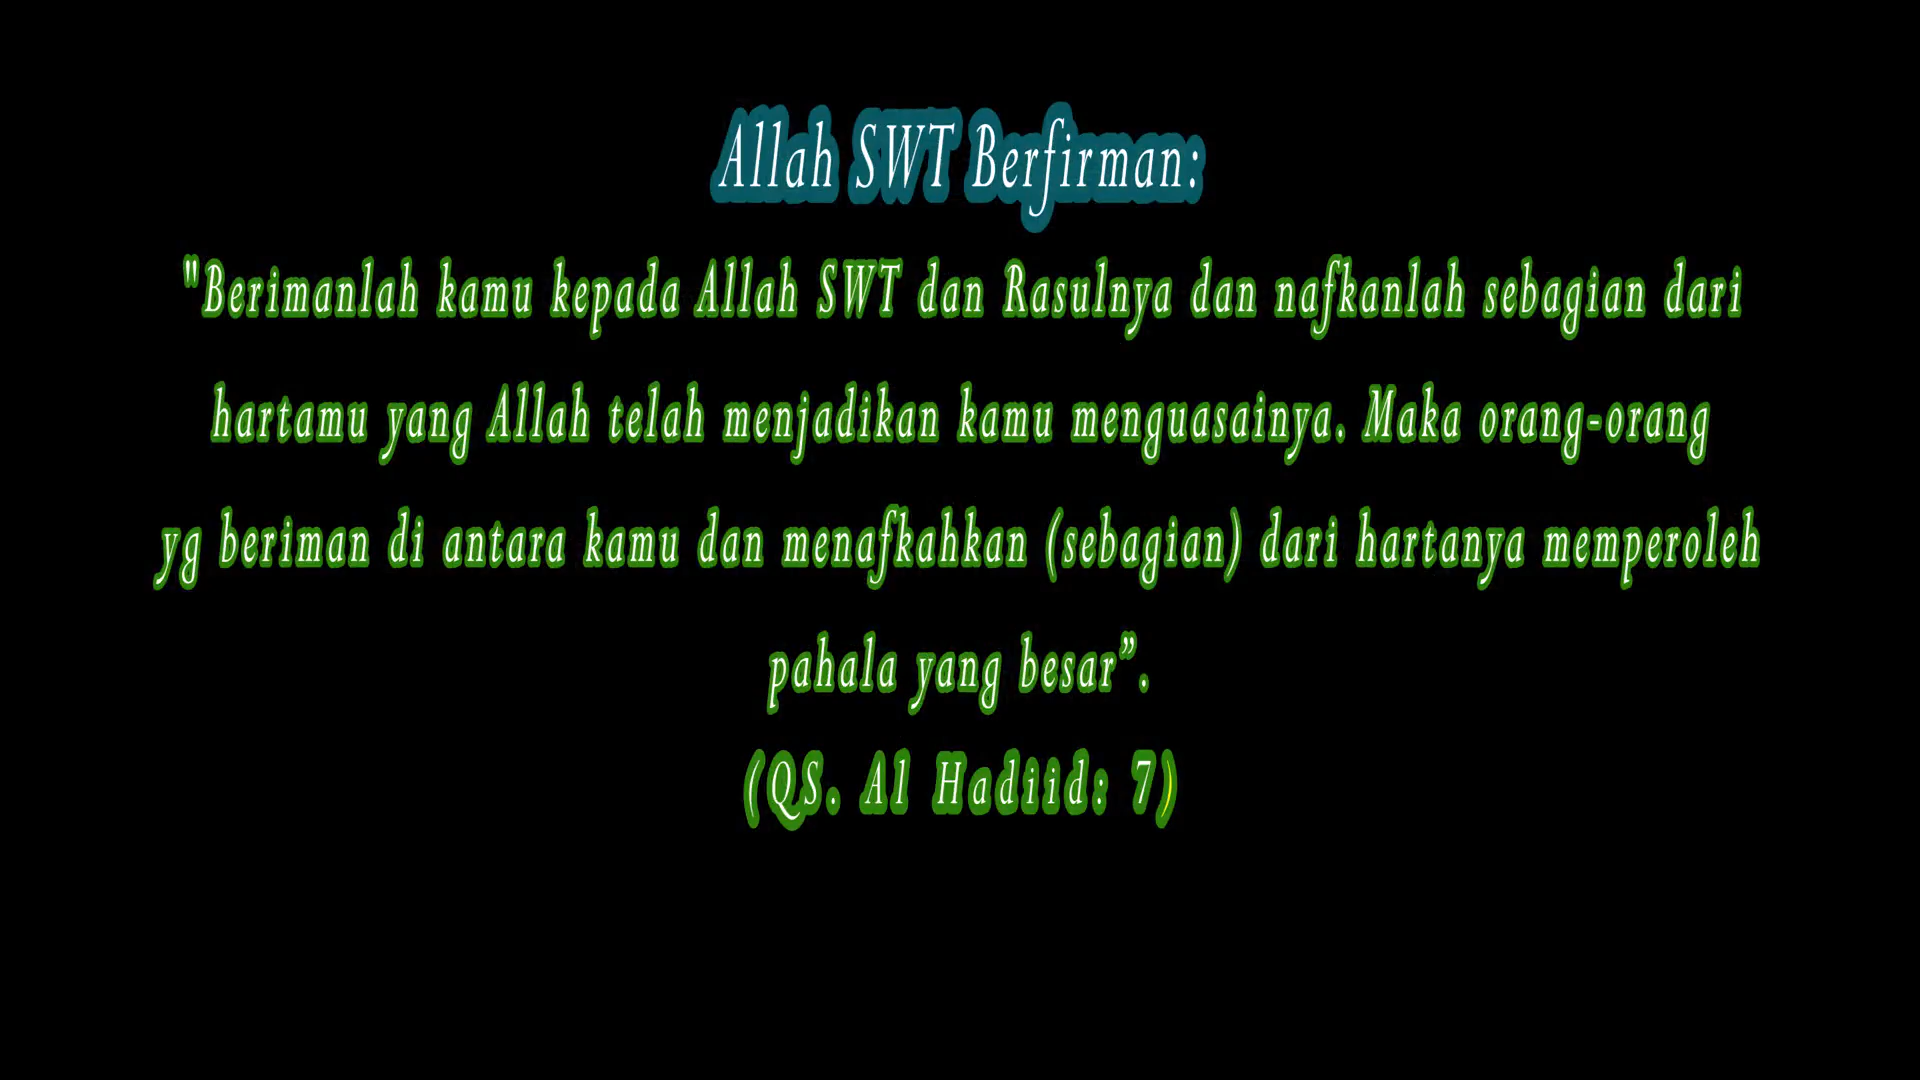 Allah SWT Berfirman:
"Berimanlah kamu kepada Allah SWT dan Rasulnya dan nafkanlah sebagian dari
hartamu yang Allah telah menjadikan kamu menguasainya. Maka orang-orang
yg beriman di antara kamu dan menafkahkan (sebagian) dari hartanya memperoleh
pahala yang besar”.
(QS. Al Hadiid: 7)